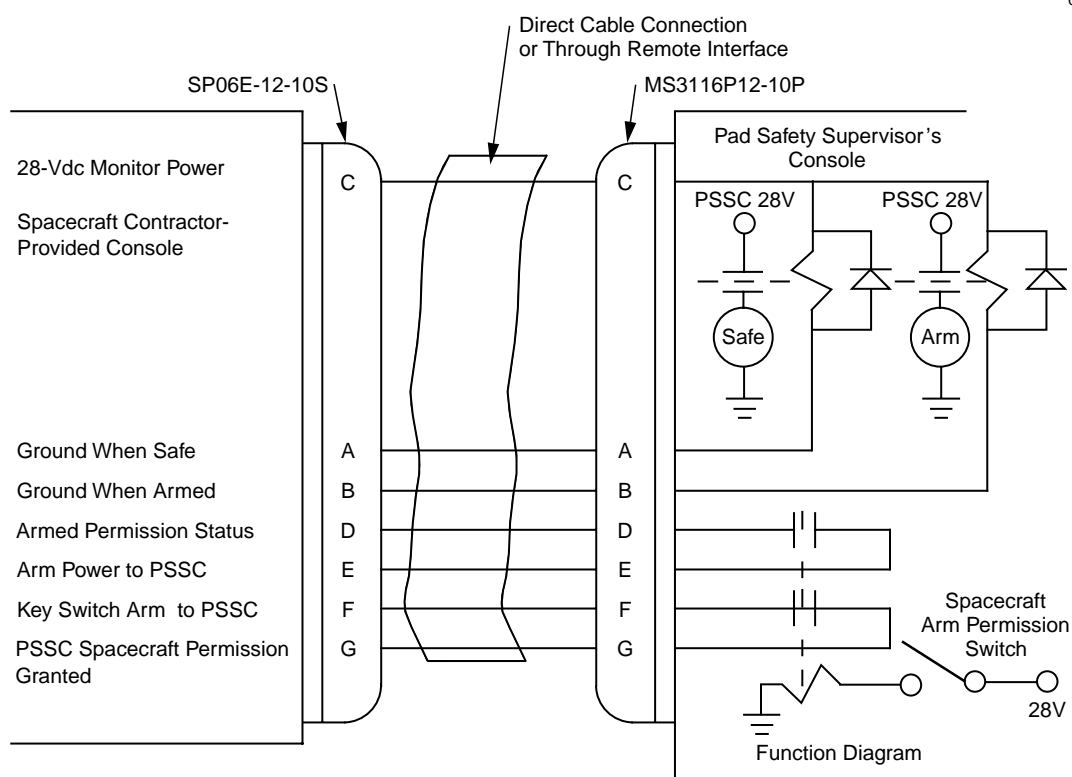 Direct Cable Connection
or Through Remote Interface
SP06E-12-10S
MS3116P12-10P
28-Vdc Monitor Power
Spacecraft Contractor-
Provided Console
Pad Safety Supervisor's
Console
C
C
PSSC 28V
PSSC 28V
Safe
Arm
Ground When Safe
A
A
Ground When Armed
B
B
Armed Permission Status
D
D
Arm Power to PSSC
E
E
Key Switch Arm to PSSC
F
F
PSSC Spacecraft Permission
Granted
G
G
Spacecraft
Arm Permission
Switch
28V
Function Diagram